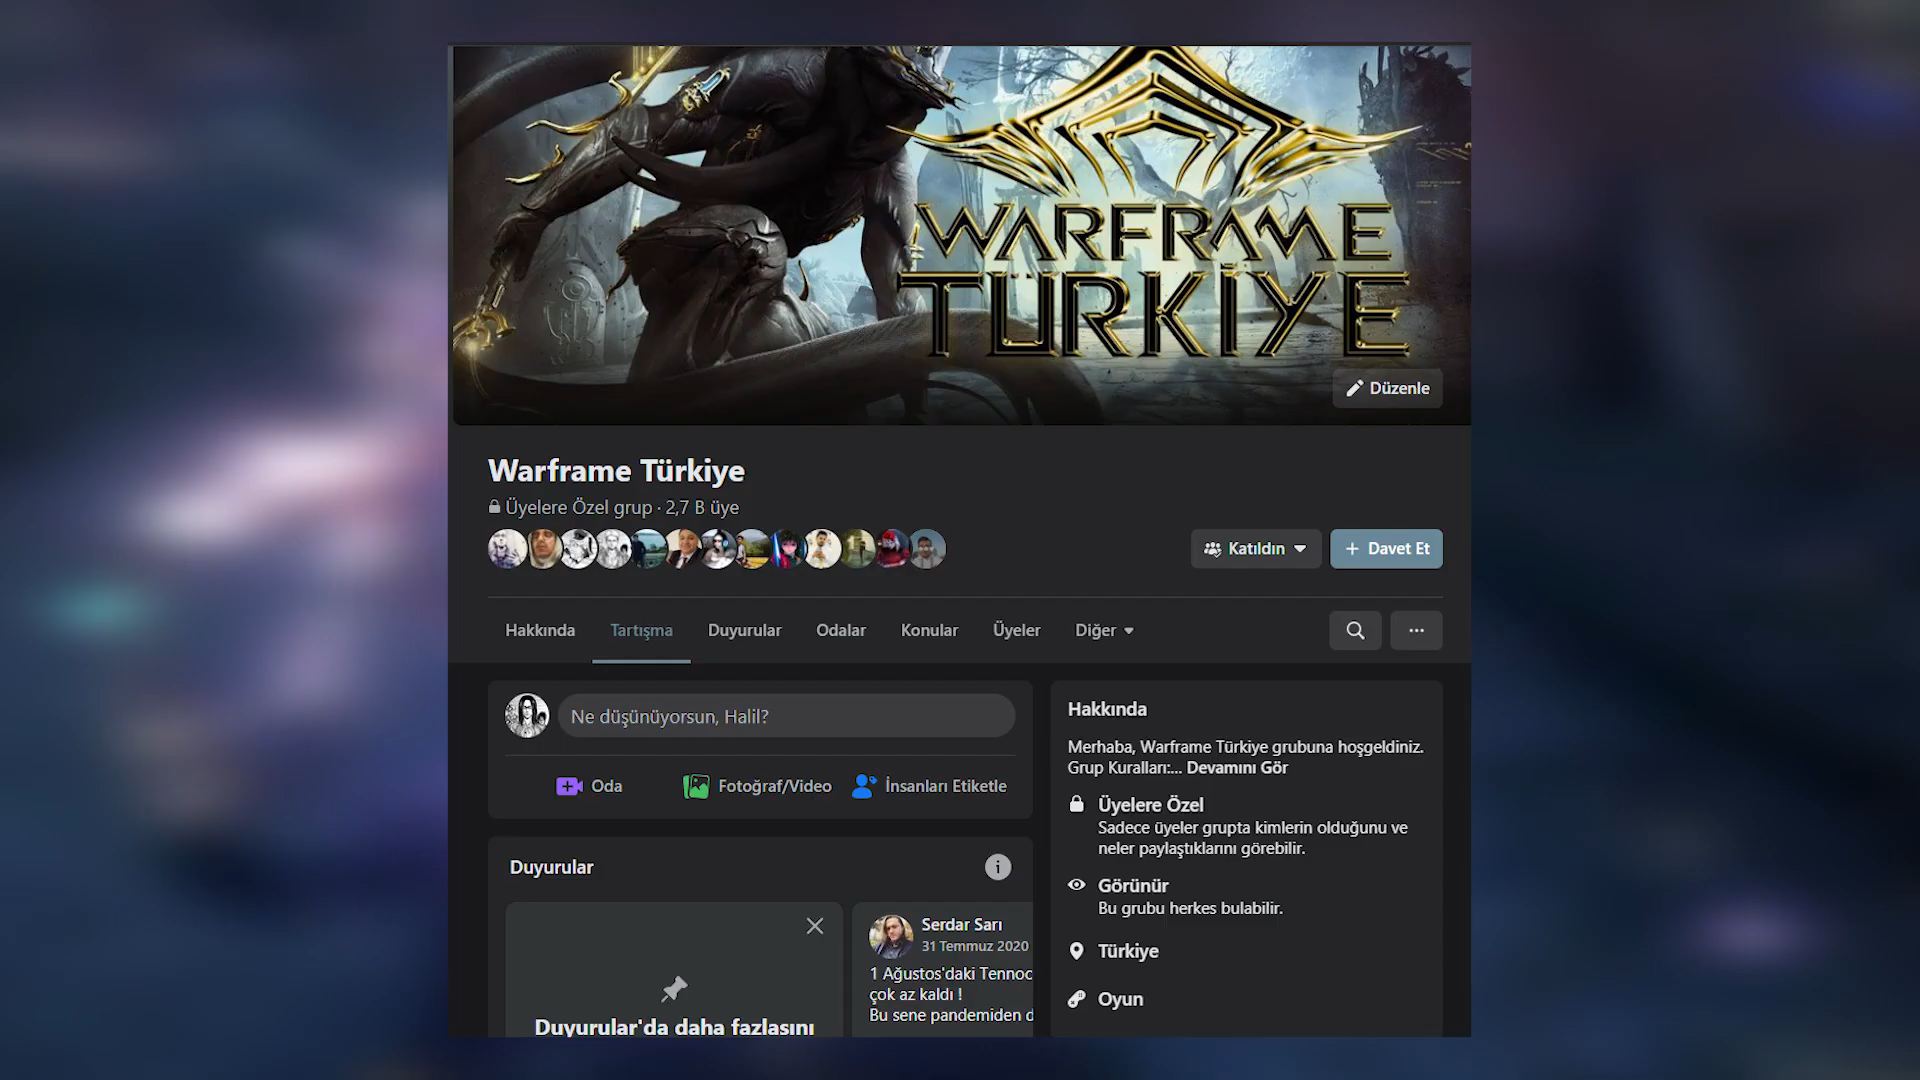 WARFRAME
TÜRKİYE
Düzenle
Warframe Türkiye
Üyelere Özel grup · 2,7 B üye
Katıldın
+ Davet Et
Hakkında
Tartışma
Duyurular
Odalar
Konular
Üyeler
Diğer
Ne düşünüyorsun, Halil?
Oda
Fotoğraf/Video
İnsanları Etiketle
Duyurular
Duyurular'da daha fazlasını
Serdar Sarı
31 Temmuz 2020
1 Ağustos'daki Tennoc
çok az kaldı !
Bu sene pandemiden d
Hakkında
Merhaba, Warframe Türkiye grubuna hoşgeldiniz.
Grup Kuralları:... Devamını Gör
Üyelere Özel
Sadece üyeler grupta kimlerin olduğunu ve
neler paylaştıklarını görebilir.
Görünür
Bu grubu herkes bulabilir.
Türkiye
Oyun